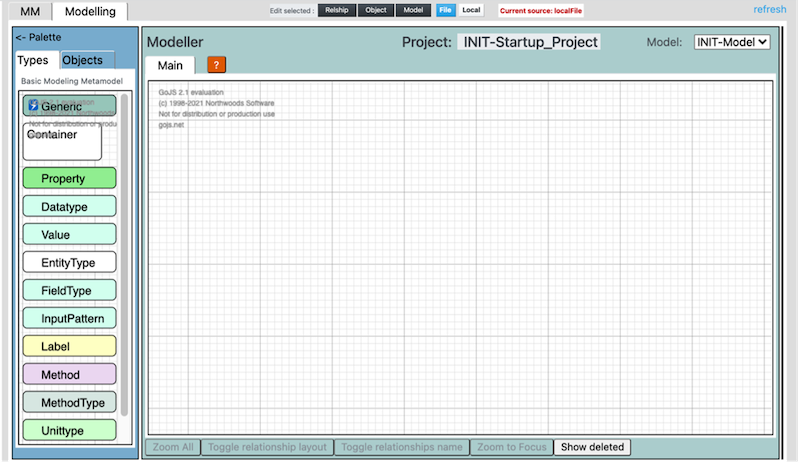 MM
Modelling
Edit selected :
Relship
Object
Model
File
Local
Current source: localFile
refresh
<- Palette
Types
Objects
Basic Modeling Metamodel
Generic
Container
Property
Datatype
Value
EntityType
FieldType
InputPattern
Label
Method
MethodType
Unittype
Modeller
Project:
INIT-Startup_Project
Model:
INIT-Model
Main
?
GoJS 2.1 evaluation
(c) 1998-2021 Northwoods Software
Not for distribution or production use
gojs.net
Zoom All
Toggle relationship layout
Toggle relationships name
Zoom to Focus
Show deleted